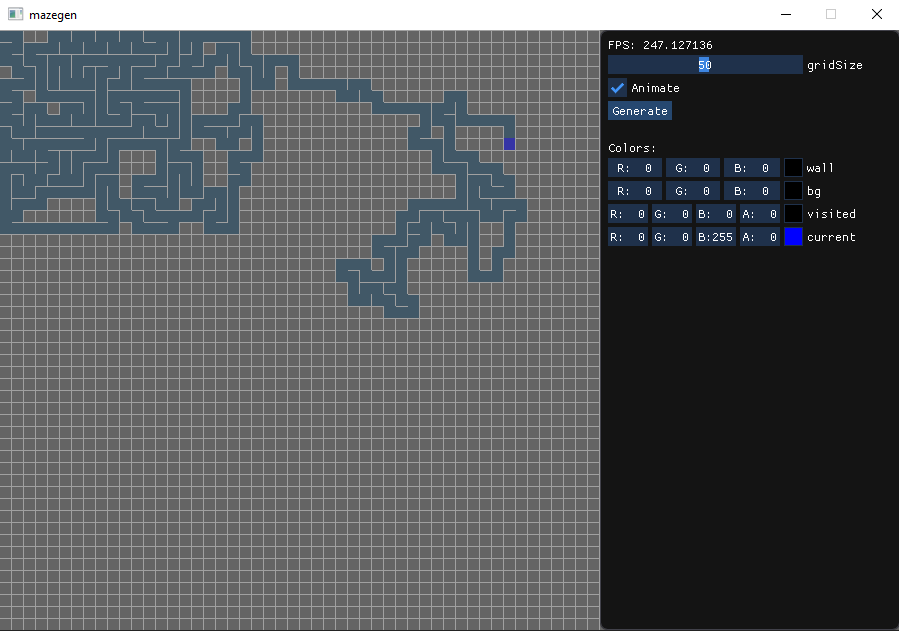 mazegen
FPS: 247.127136
50 gridSize
Animate
Generate
Colors:
R: 0 G: 0 B: 0 wall
R: 0 G: 0 B: 0 bg
R: 0 G: 0 B: 0 A: 0 visited
R: 0 G: 0 B:255 A: 0 current